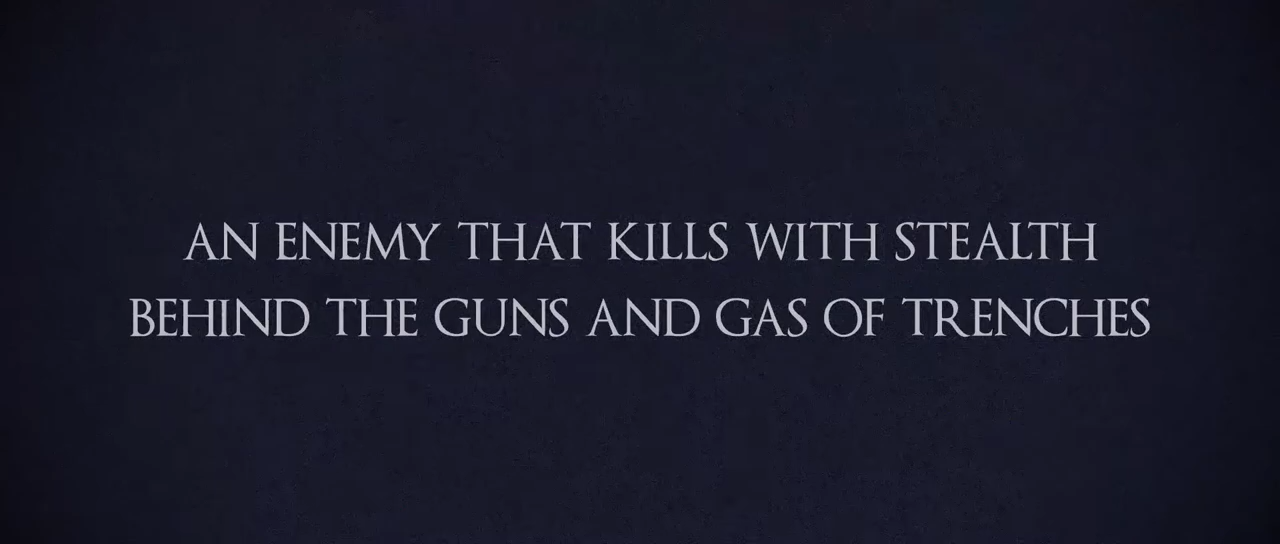 AN ENEMY THAT KILLS WITH STEALTH
BEHIND THE GUNS AND GAS OF TRENCHES